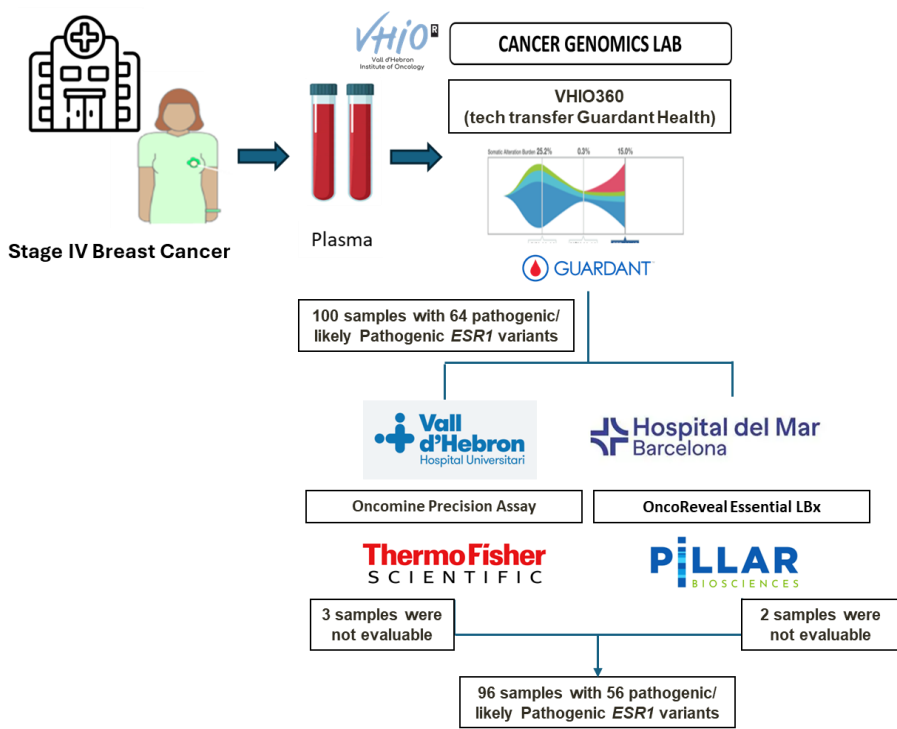 VHIO R
Vall d'Hebron
Institute of Oncology
CANCER GENOMICS LAB
VHIO360
(tech transfer Guardant Health)
Somatic Alteration Burden 25.2% 0.3% 15.0%
Stage IV Breast Cancer
Plasma
GUARDANT
100 samples with 64 pathogenic/
likely Pathogenic ESR1 variants
Vall
d'Hebron
Hospital Universitari
Hospital del Mar
Barcelona
Oncomine Precision Assay
OncoReveal Essential LBx
ThermoFisher
SCIENTIFIC
PiLLAR
BIOSCIENCES
3 samples were
not evaluable
2 samples were
not evaluable
96 samples with 56 pathogenic/
likely Pathogenic ESR1 variants